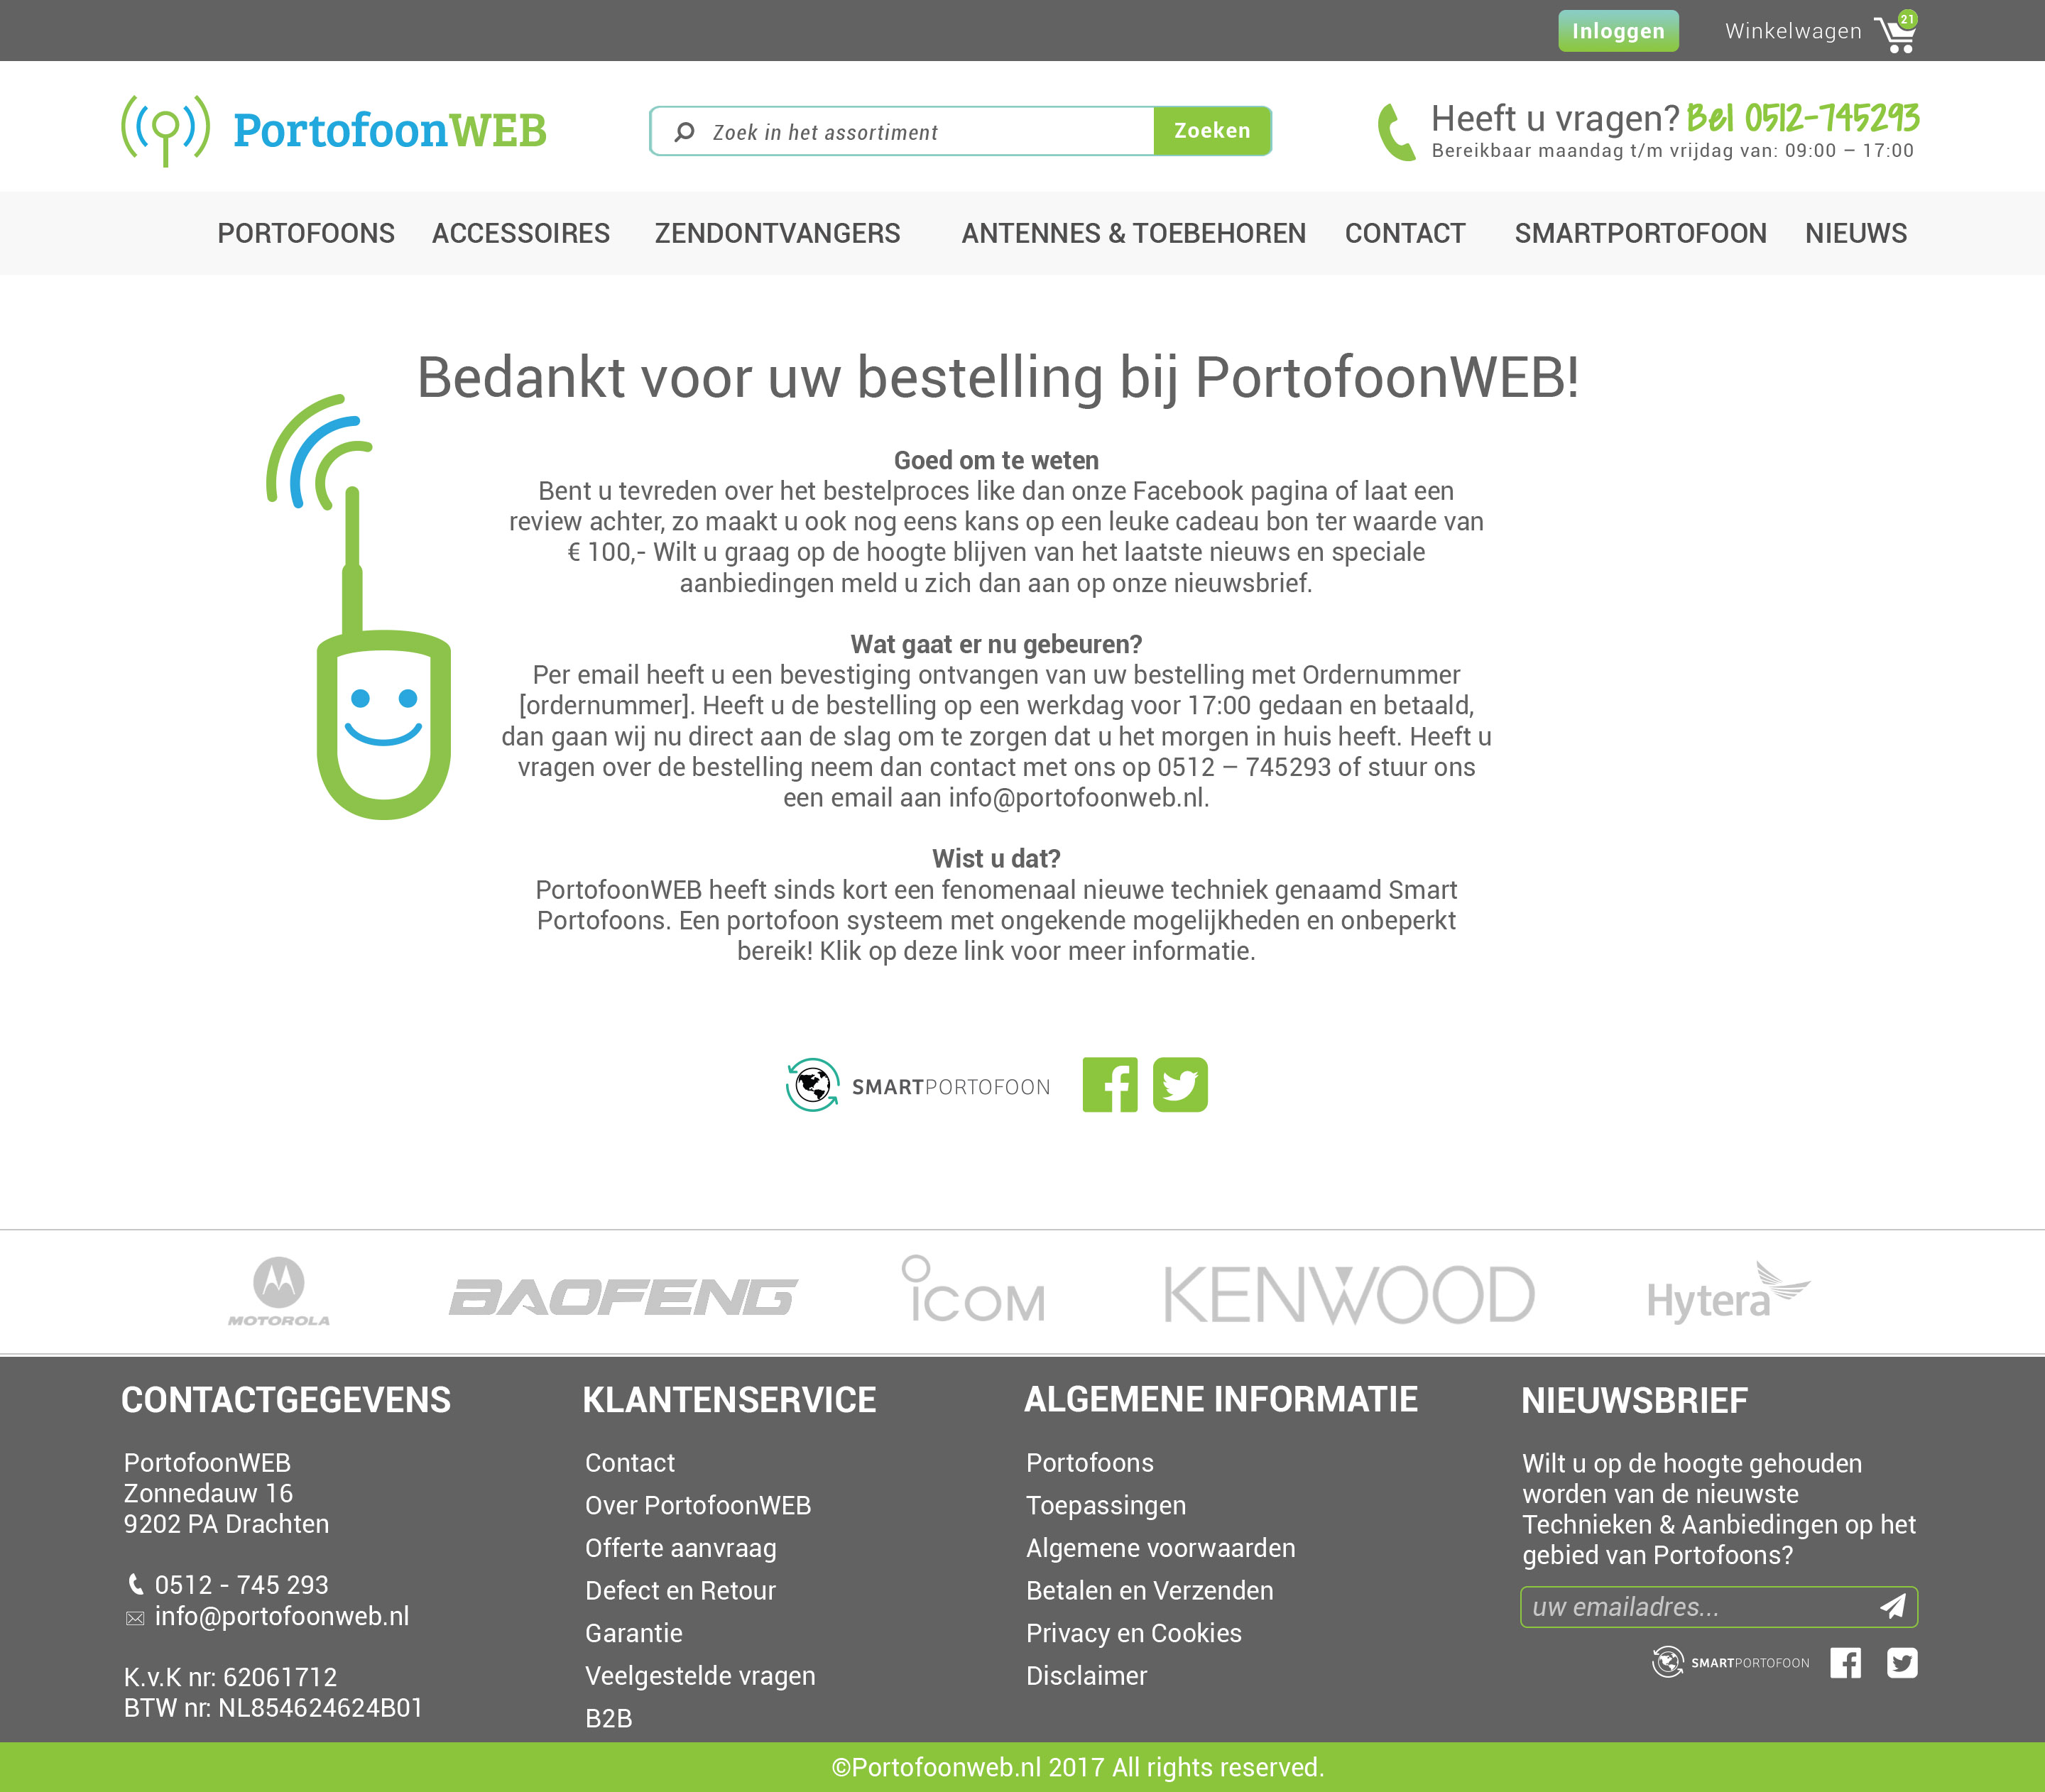 Inloggen
Winkelwagen
21
PortofoonWEB
Zoek in het assortiment
Zoeken
Heeft u vragen? Bel 0512-745293
Bereikbaar maandag t/m vrijdag van: 09:00 – 17:00
PORTOFOONS ACCESSOIRES ZENDONTVANGERS ANTENNES & TOEBEHOREN CONTACT SMARTPORTOFOON NIEUWS
Bedankt voor uw bestelling bij PortofoonWEB!
Goed om te weten
Bent u tevreden over het bestelproces like dan onze Facebook pagina of laat een
review achter, zo maakt u ook nog eens kans op een leuke cadeau bon ter waarde van
€ 100,- Wilt u graag op de hoogte blijven van het laatste nieuws en speciale
aanbiedingen meld u zich dan aan op onze nieuwsbrief.
Wat gaat er nu gebeuren?
Per email heeft u een bevestiging ontvangen van uw bestelling met Ordernummer
[ordernummer]. Heeft u de bestelling op een werkdag voor 17:00 gedaan en betaald,
dan gaan wij nu direct aan de slag om te zorgen dat u het morgen in huis heeft. Heeft u
vragen over de bestelling neem dan contact met ons op 0512 – 745293 of stuur ons
een email aan info@portofoonweb.nl.
Wist u dat?
PortofoonWEB heeft sinds kort een fenomenaal nieuwe techniek genaamd Smart
Portofoons. Een portofoon systeem met ongekende mogelijkheden en onbeperkt
bereik! Klik op deze link voor meer informatie.
SMARTPORTOFOON
MOTOROLA
BAOFENG
ICOM
KENWOOD
Hytera
CONTACTGEGEVENS
PortofoonWEB
Zonnedauw 16
9202 PA Drachten
0512 - 745 293
info@portofoonweb.nl
K.v.K nr: 62061712
BTW nr: NL854624624B01
KLANTENSERVICE
Contact
Over PortofoonWEB
Offerte aanvraag
Defect en Retour
Garantie
Veelgestelde vragen
B2B
ALGEMENE INFORMATIE
Portofoons
Toepassingen
Algemene voorwaarden
Betalen en Verzenden
Privacy en Cookies
Disclaimer
NIEUWSBRIEF
Wilt u op de hoogte gehouden
worden van de nieuwste
Technieken & Aanbiedingen op het
gebied van Portofoons?
uw emailadres...
SMARTPORTOFOON
©Portofoonweb.nl 2017 All rights reserved.